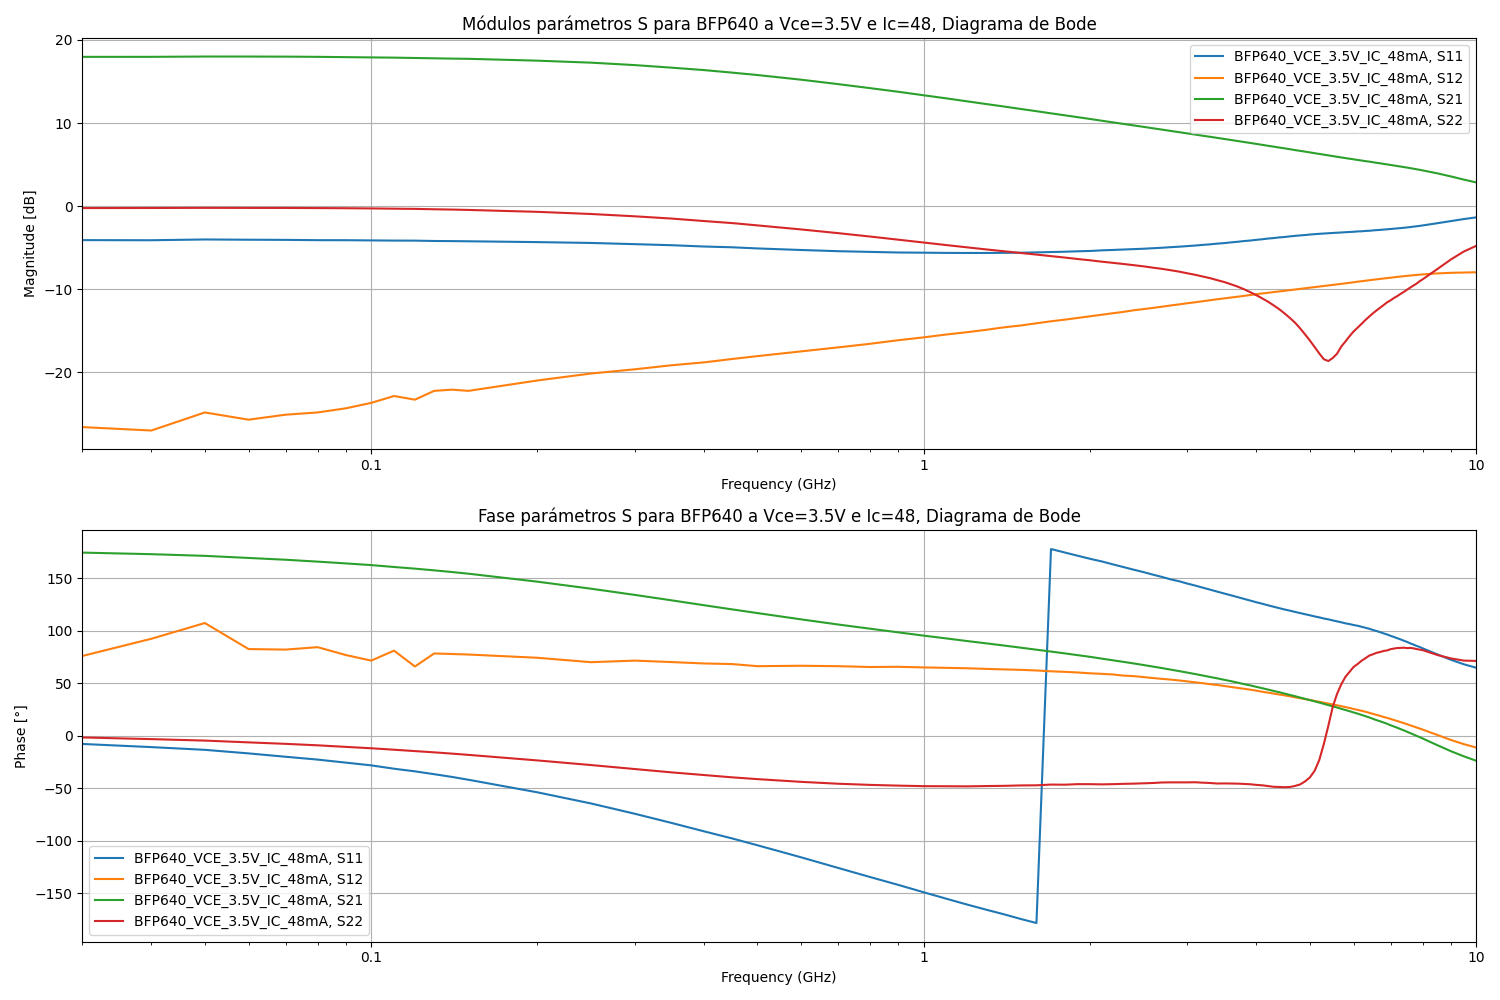 Módulos parámetros S para BFP640 a Vce=3.5V e Ic=48, Diagrama de Bode
Magnitude [dB]
20
10
0
−10
−20
BFP640_VCE_3.5V_IC_48mA, S11
BFP640_VCE_3.5V_IC_48mA, S12
BFP640_VCE_3.5V_IC_48mA, S21
BFP640_VCE_3.5V_IC_48mA, S22
0.1
1
10
Frequency (GHz)
Fase parámetros S para BFP640 a Vce=3.5V e Ic=48, Diagrama de Bode
Phase [°]
150
100
50
0
−50
−100
−150
BFP640_VCE_3.5V_IC_48mA, S11
BFP640_VCE_3.5V_IC_48mA, S12
BFP640_VCE_3.5V_IC_48mA, S21
BFP640_VCE_3.5V_IC_48mA, S22
0.1
1
10
Frequency (GHz)